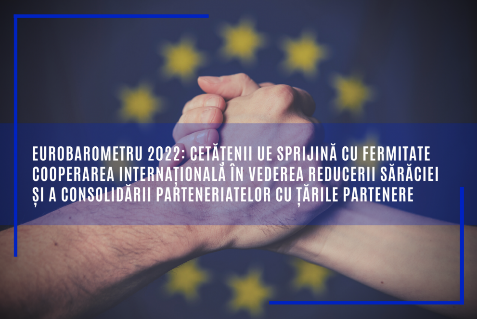 EUROBAROMETRU 2022: CETĂȚENII UE SPRIJINĂ CU FERMITATE
COOPERAREA INTERNAȚIONALĂ ÎN VEDEREA REDUCERII SĂRĂCIEI
ȘI A CONSOLIDĂRII PARTENERIATELOR CU ȚĂRILE PARTENERE